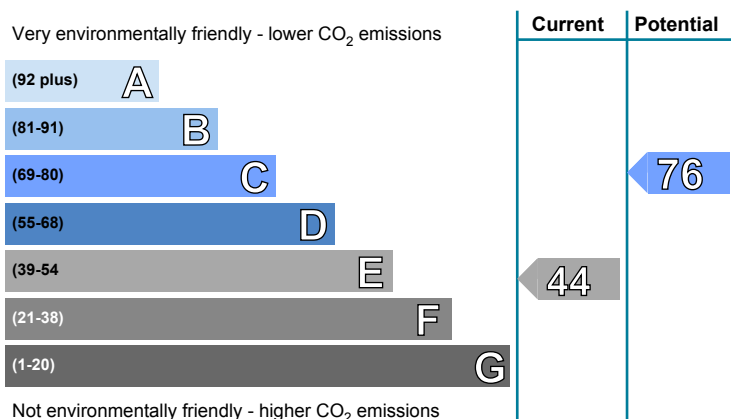 Very environmentally friendly - lower CO₂ emissions
Current
Potential
(92 plus) A
(81-91) B
(69-80) C
76
(55-68) D
(39-54 E
44
(21-38) F
(1-20) G
Not environmentally friendly - higher CO₂ emissions